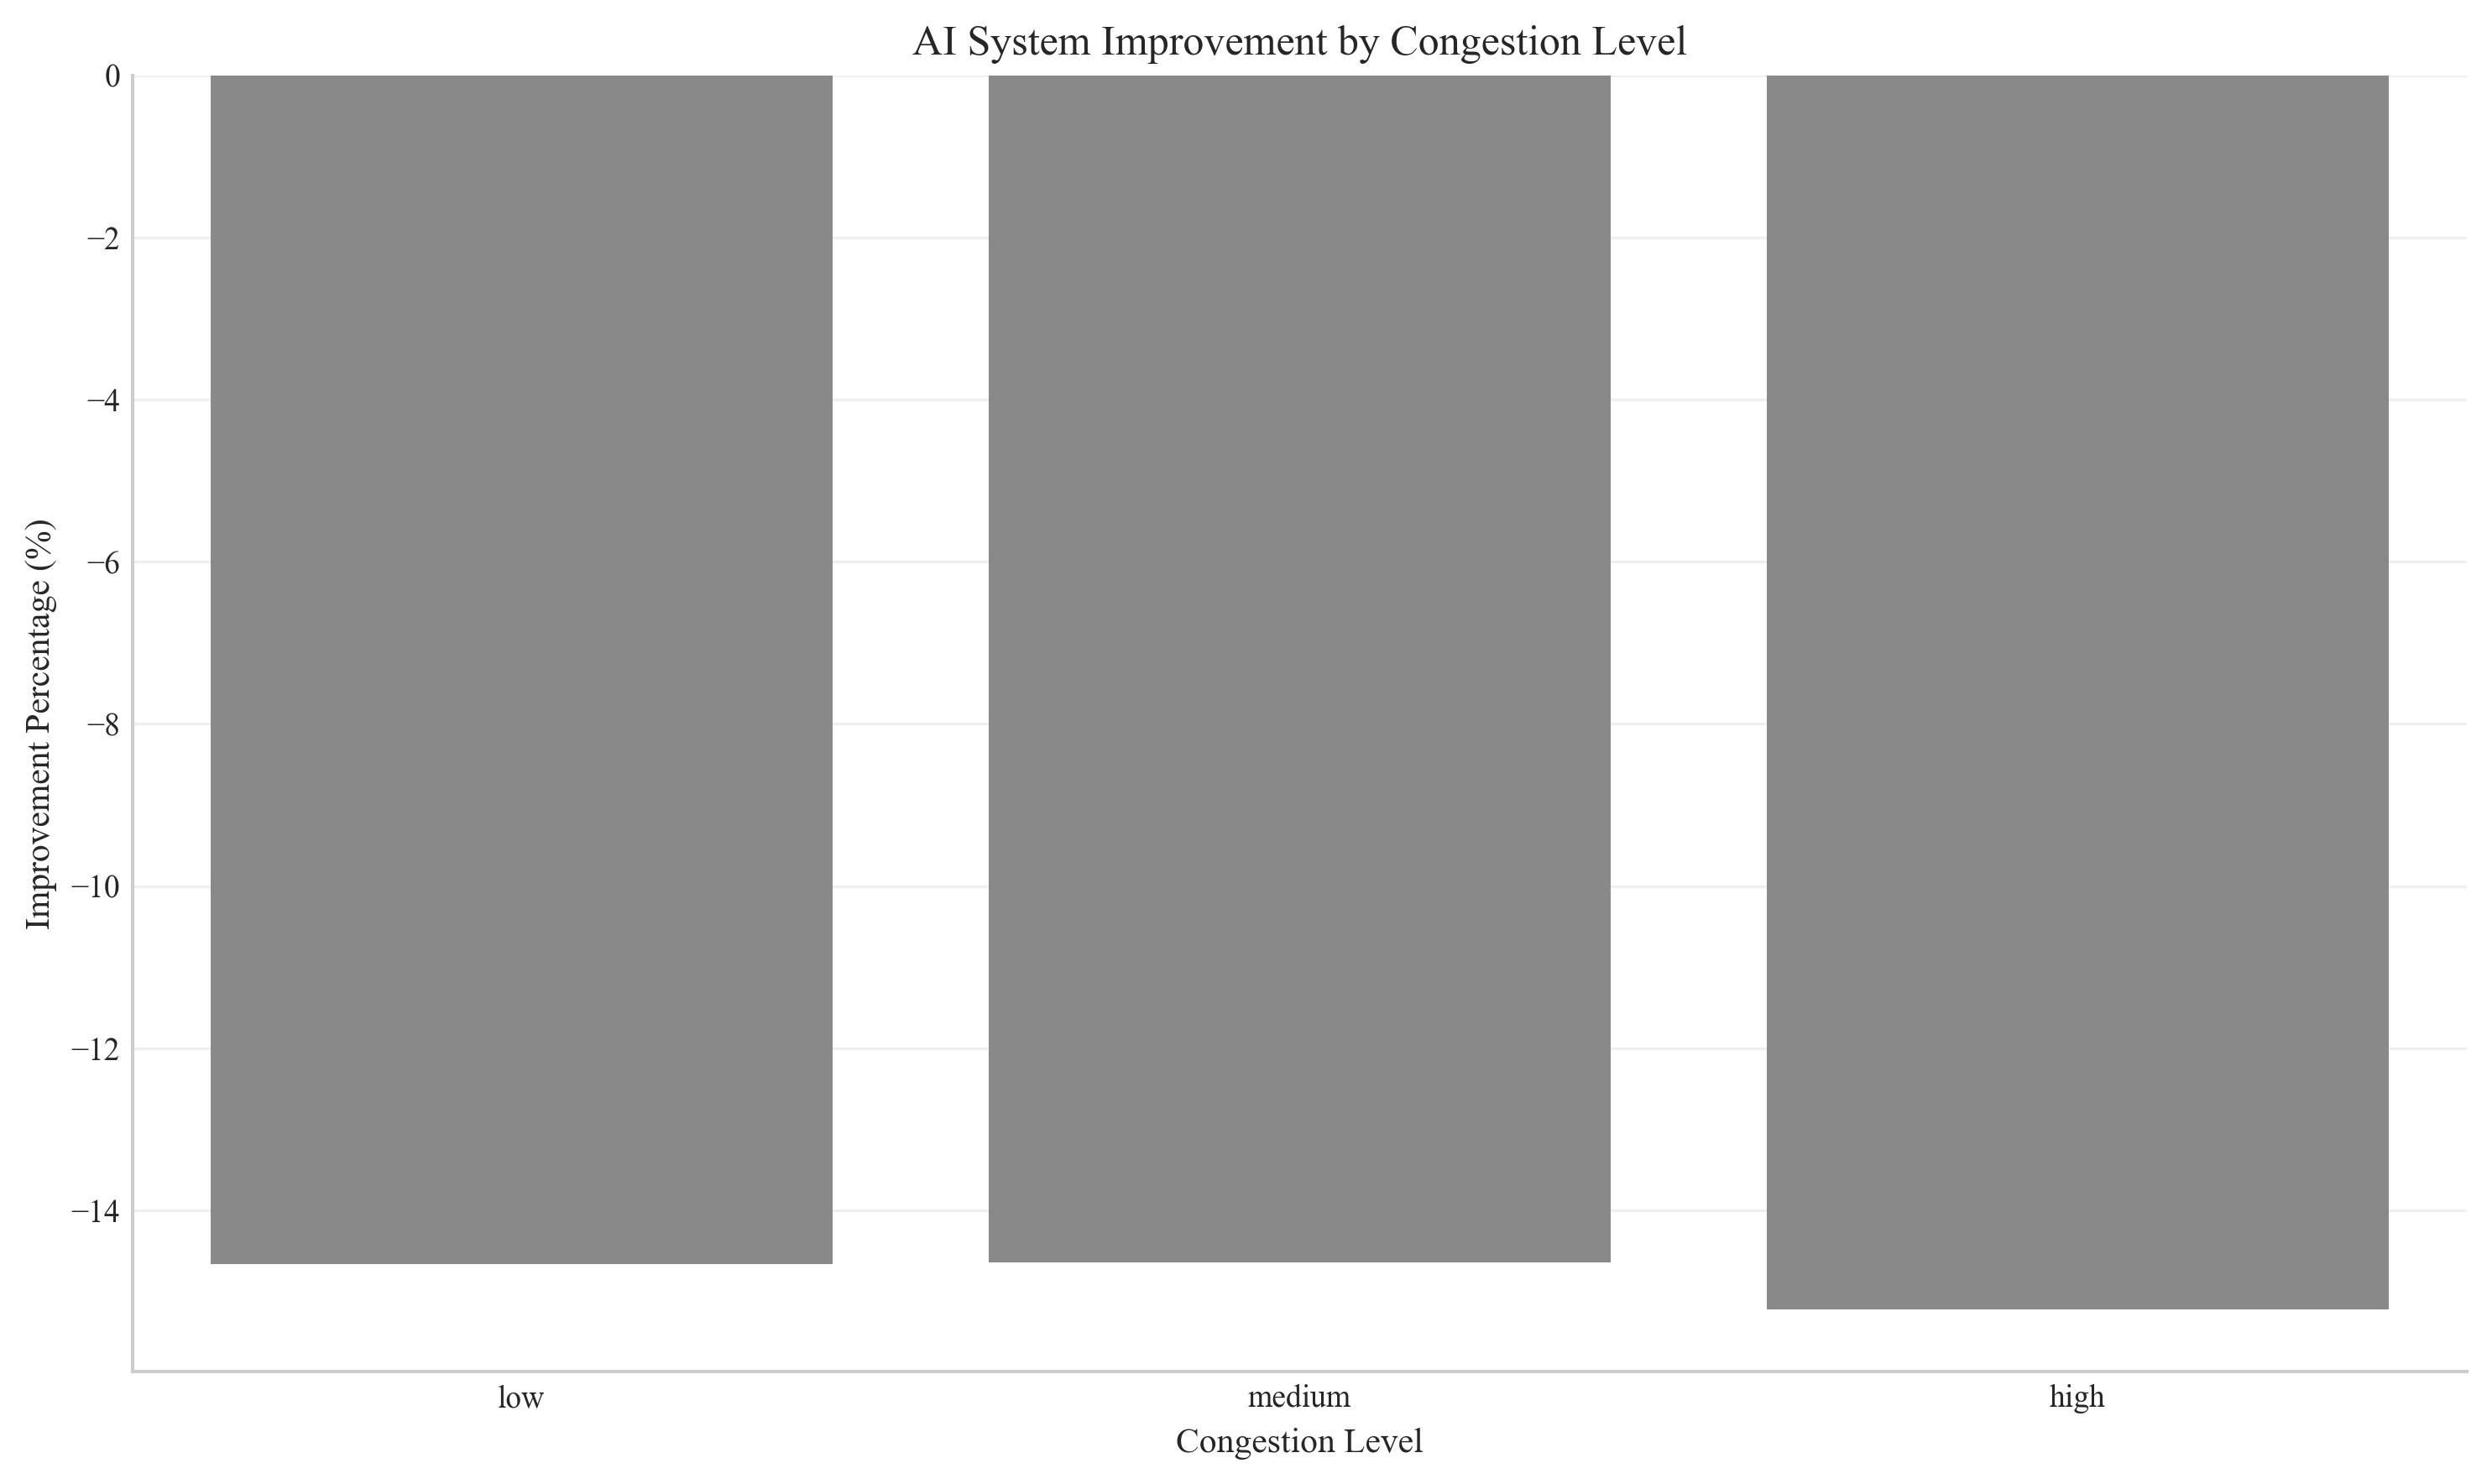 AI System Improvement by Congestion Level
0
−2
−4
−6
−8
−10
−12
−14
Improvement Percentage (%)
low medium high
Congestion Level